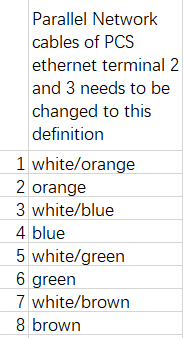 Parallel Network
cables of PCS
ethernet terminal 2
and 3 needs to be
changed to this
definition
1 white/orange
2 orange
3 white/blue
4 blue
5 white/green
6 green
7 white/brown
8 brown